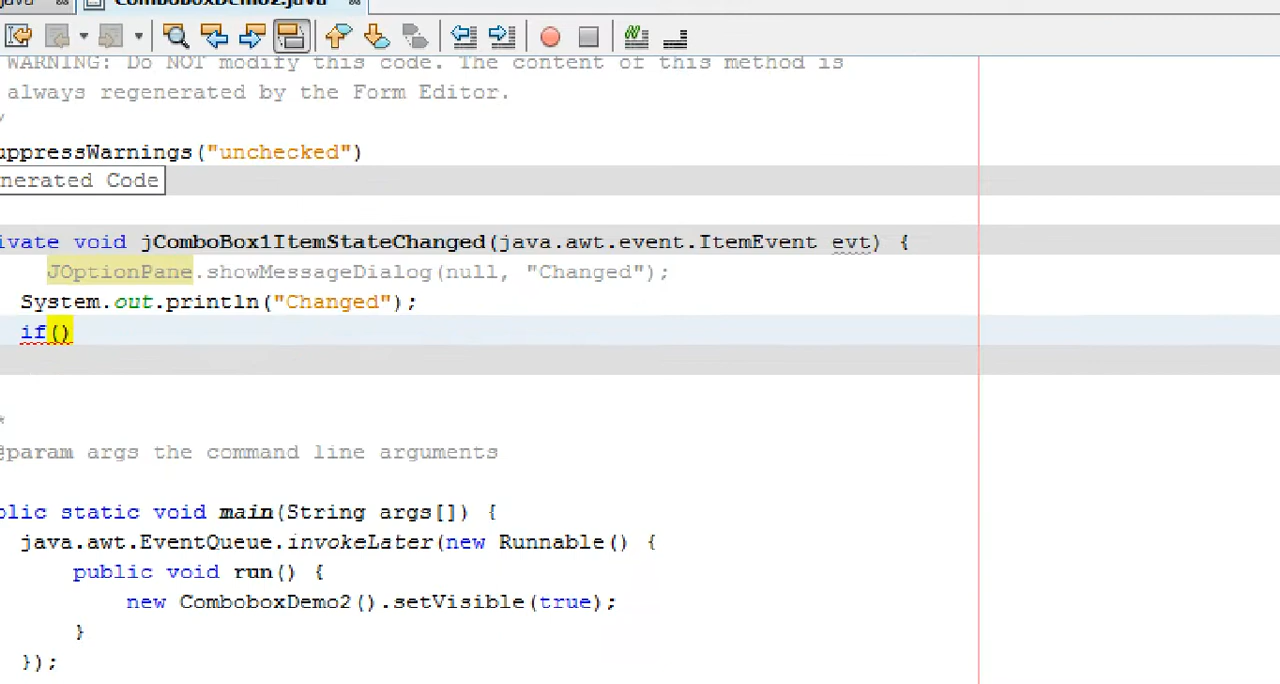 ComboboxDemo2.java
WARNING: Do NOT modify this code. The content of this method is
always regenerated by the Form Editor.
uppressWarnings("unchecked")
nerated Code
ivate void jComboBox1ItemStateChanged(java.awt.event.ItemEvent evt) {
JOptionPane.showMessageDialog(null, "Changed");
System.out.println("Changed");
if()
*
@param args the command line arguments
blic static void main(String args[]) {
java.awt.EventQueue.invokeLater(new Runnable() {
public void run() {
new ComboboxDemo2().setVisible(true);
}
});